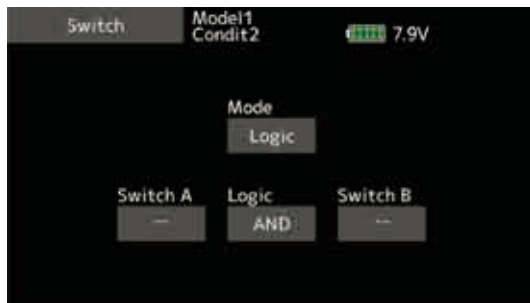 Switch
Model1
Condit2
7.9V
Mode
Logic
Switch A Logic Switch B
-- AND --